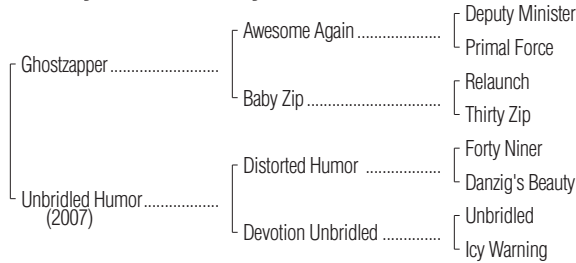 Deputy Minister
Awesome Again ..................
Primal Force
Ghostzapper .......................
Relaunch
Baby Zip .............................
Thirty Zip
Forty Niner
Distorted Humor ................
Danzig's Beauty
Unbridled Humor ................
(2007)
Unbridled
Devotion Unbridled ............
Icy Warning